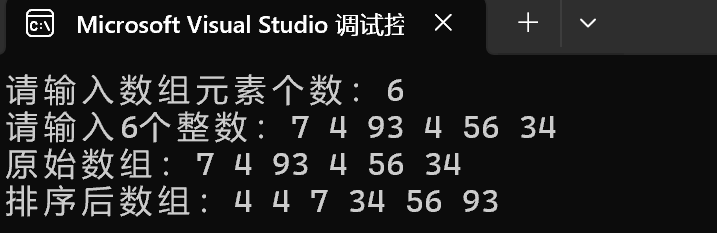 Microsoft Visual Studio 调试控
请输入数组元素个数: 6
请输入6个整数: 7 4 93 4 56 34
原始数组: 7 4 93 4 56 34
排序后数组: 4 4 7 34 56 93